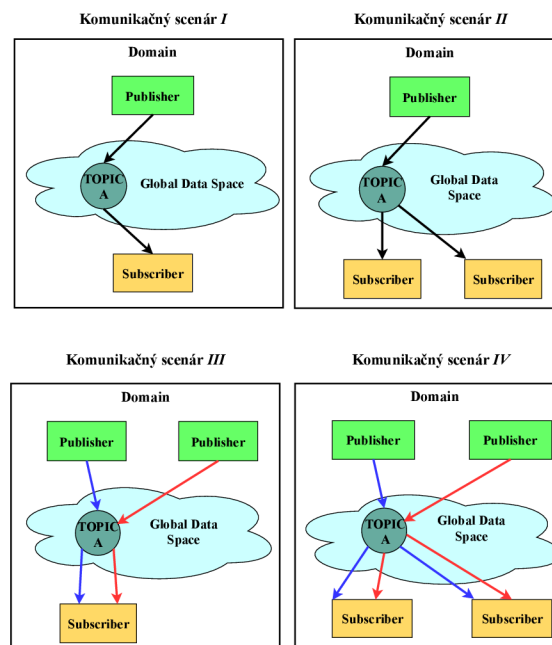 Komunikačný scenár I
Domain
Publisher
TOPIC
A
Global Data Space
Subscriber
Komunikačný scenár II
Domain
Publisher
TOPIC
A
Global Data
Space
Subscriber
Subscriber
Komunikačný scenár III
Domain
Publisher
Publisher
TOPIC
A
Global Data
Space
Subscriber
Komunikačný scenár IV
Domain
Publisher
Publisher
TOPIC
A
Global Data
Space
Subscriber
Subscriber